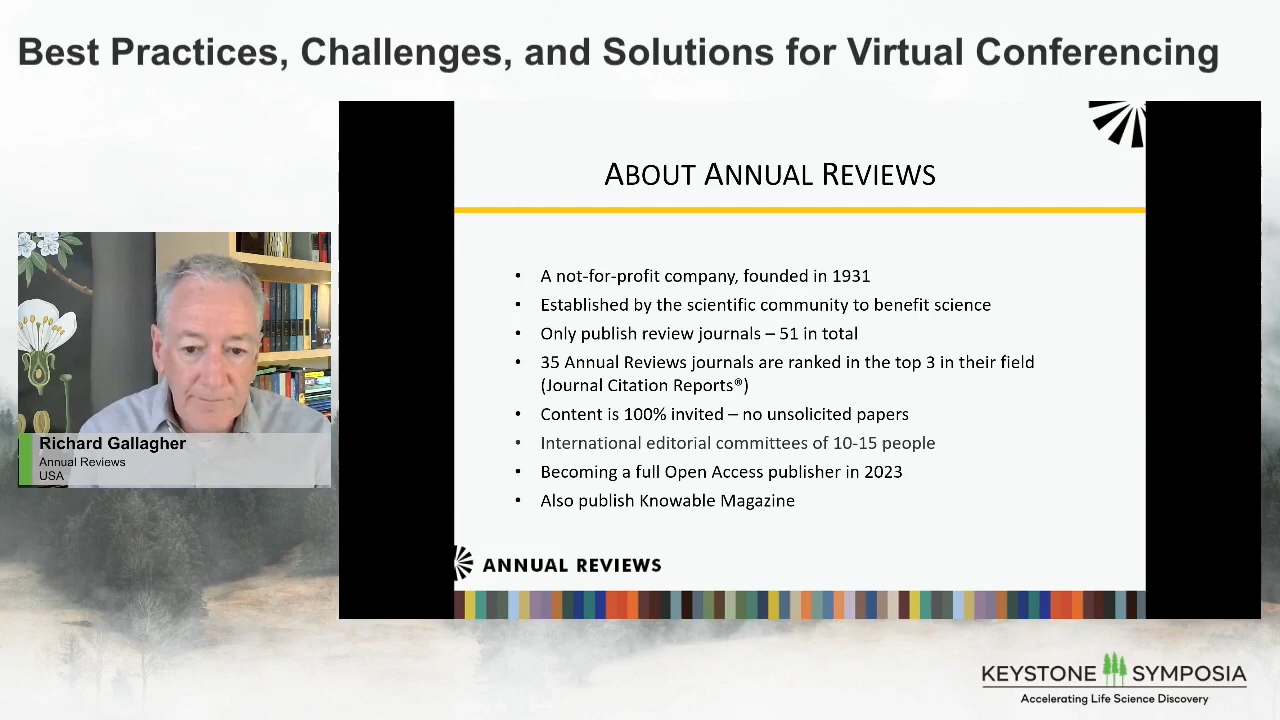 Best Practices, Challenges, and Solutions for Virtual Conferencing
ABOUT ANNUAL REVIEWS
• A not-for-profit company, founded in 1931
• Established by the scientific community to benefit science
• Only publish review journals – 51 in total
• 35 Annual Reviews journals are ranked in the top 3 in their field
(Journal Citation Reports®)
• Content is 100% invited – no unsolicited papers
• International editorial committees of 10-15 people
• Becoming a full Open Access publisher in 2023
• Also publish Knowable Magazine
ANNUAL REVIEWS
Richard Gallagher
Annual Reviews
USA
KEYSTONE SYMPOSIA
Accelerating Life Science Discovery